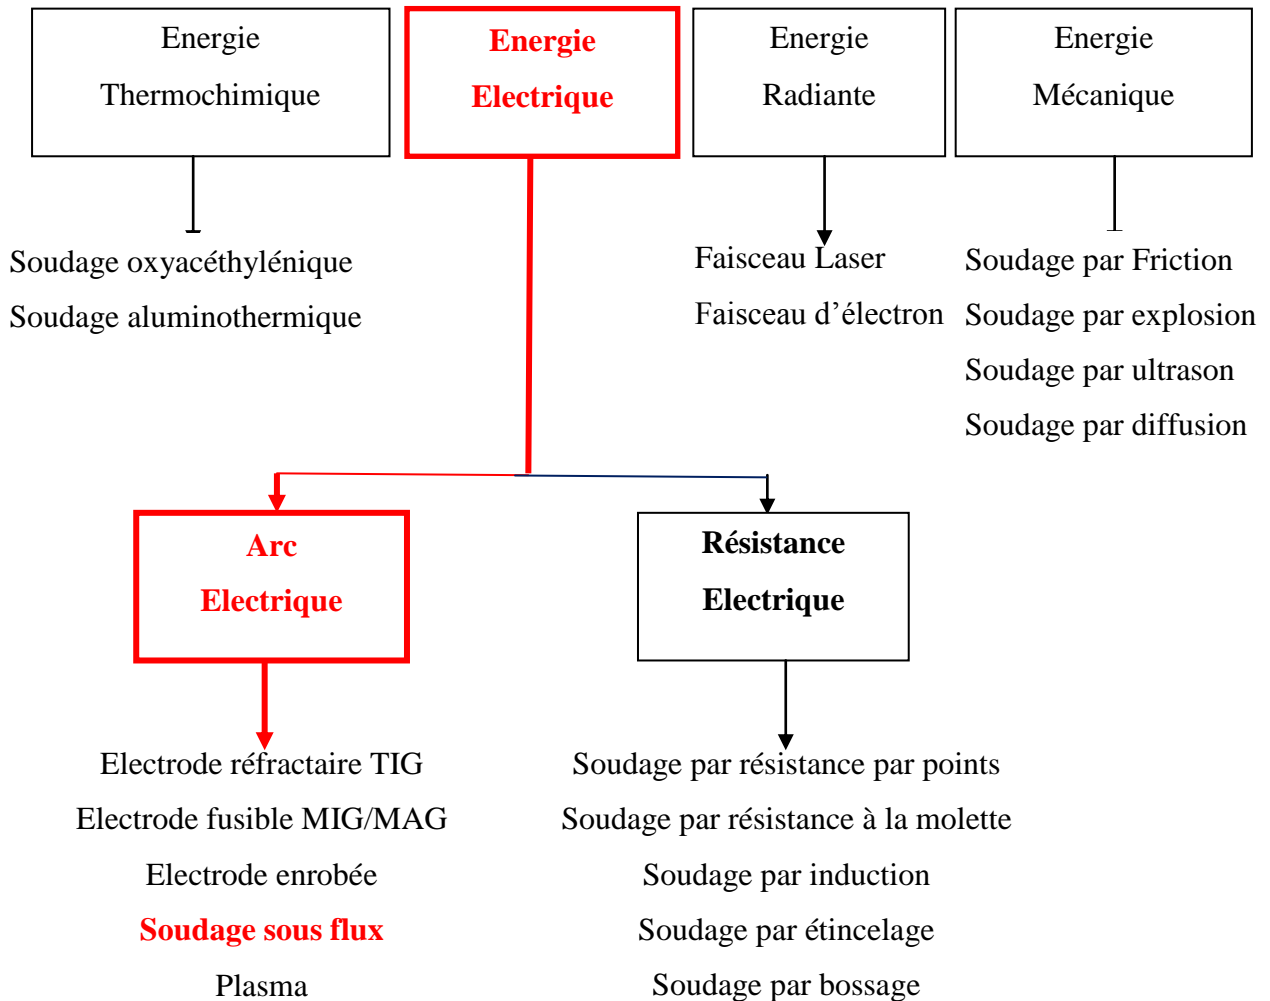 Energie
Thermochimique
Energie
Electrique
Energie
Radiante
Energie
Mécanique
Soudage oxyacéthylénique
Soudage aluminothermique
Faisceau Laser
Faisceau d’électron
Soudage par Friction
Soudage par explosion
Soudage par ultrason
Soudage par diffusion
Arc
Electrique
Résistance
Electrique
Electrode réfractaire TIG
Electrode fusible MIG/MAG
Electrode enrobée
Soudage sous flux
Plasma
Soudage par résistance par points
Soudage par résistance à la molette
Soudage par induction
Soudage par étincelage
Soudage par bossage